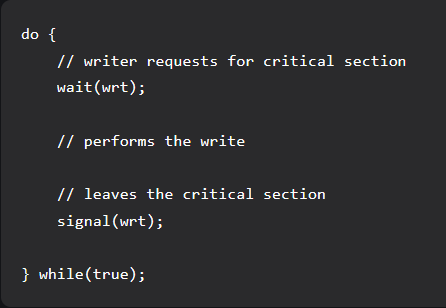 do {
    // writer requests for critical section
    wait(wrt);
    // performs the write
    // leaves the critical section
    signal(wrt);
} while(true);